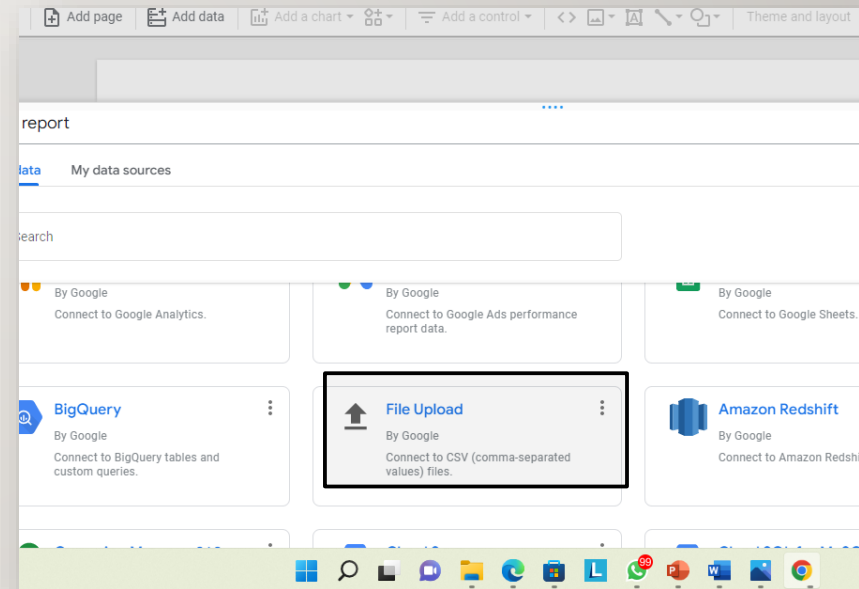 Add page
Add data
Add a chart
Add a control
Theme and layout
report
data
My data sources
Search
By Google
Connect to Google Analytics.
By Google
Connect to Google Ads performance
report data.
By Google
Connect to Google Sheets.
BigQuery
By Google
Connect to BigQuery tables and
custom queries.
File Upload
By Google
Connect to CSV (comma-separated
values) files.
Amazon Redshift
By Google
Connect to Amazon Redshi
99